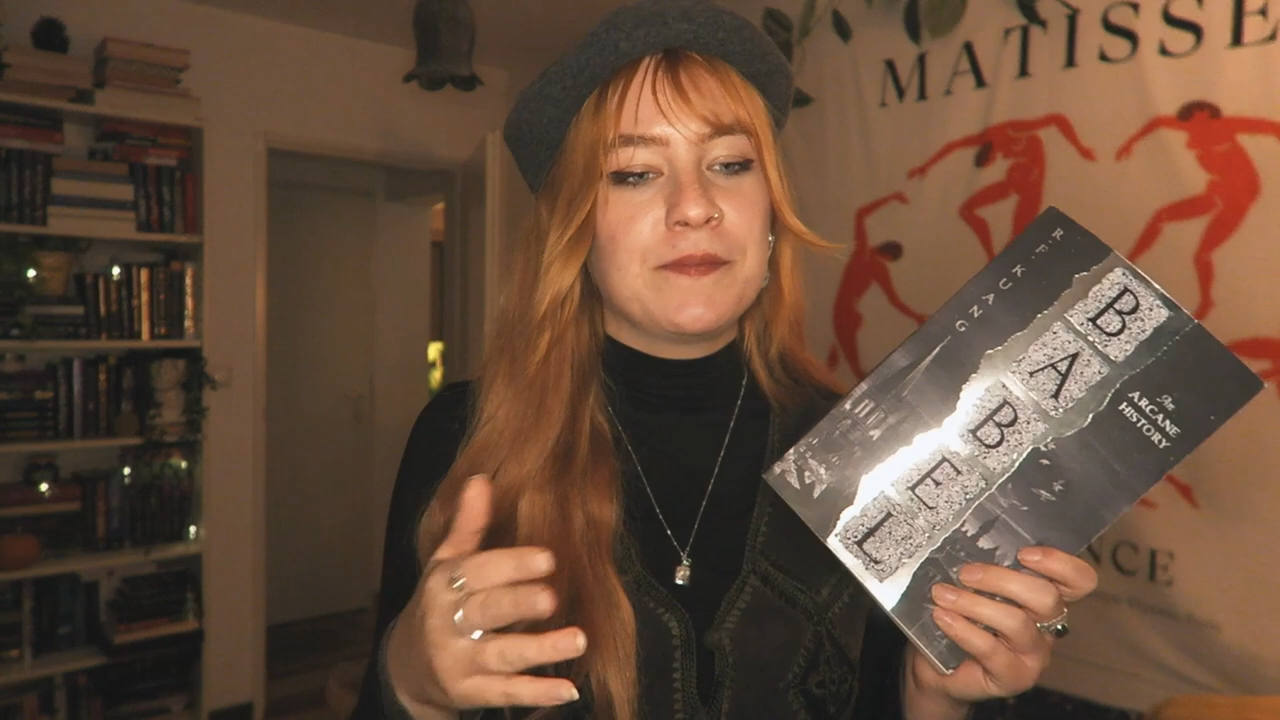 MATISSE
R.F. KUANG
BABEL
An
ARCANE
HISTORY
NCE